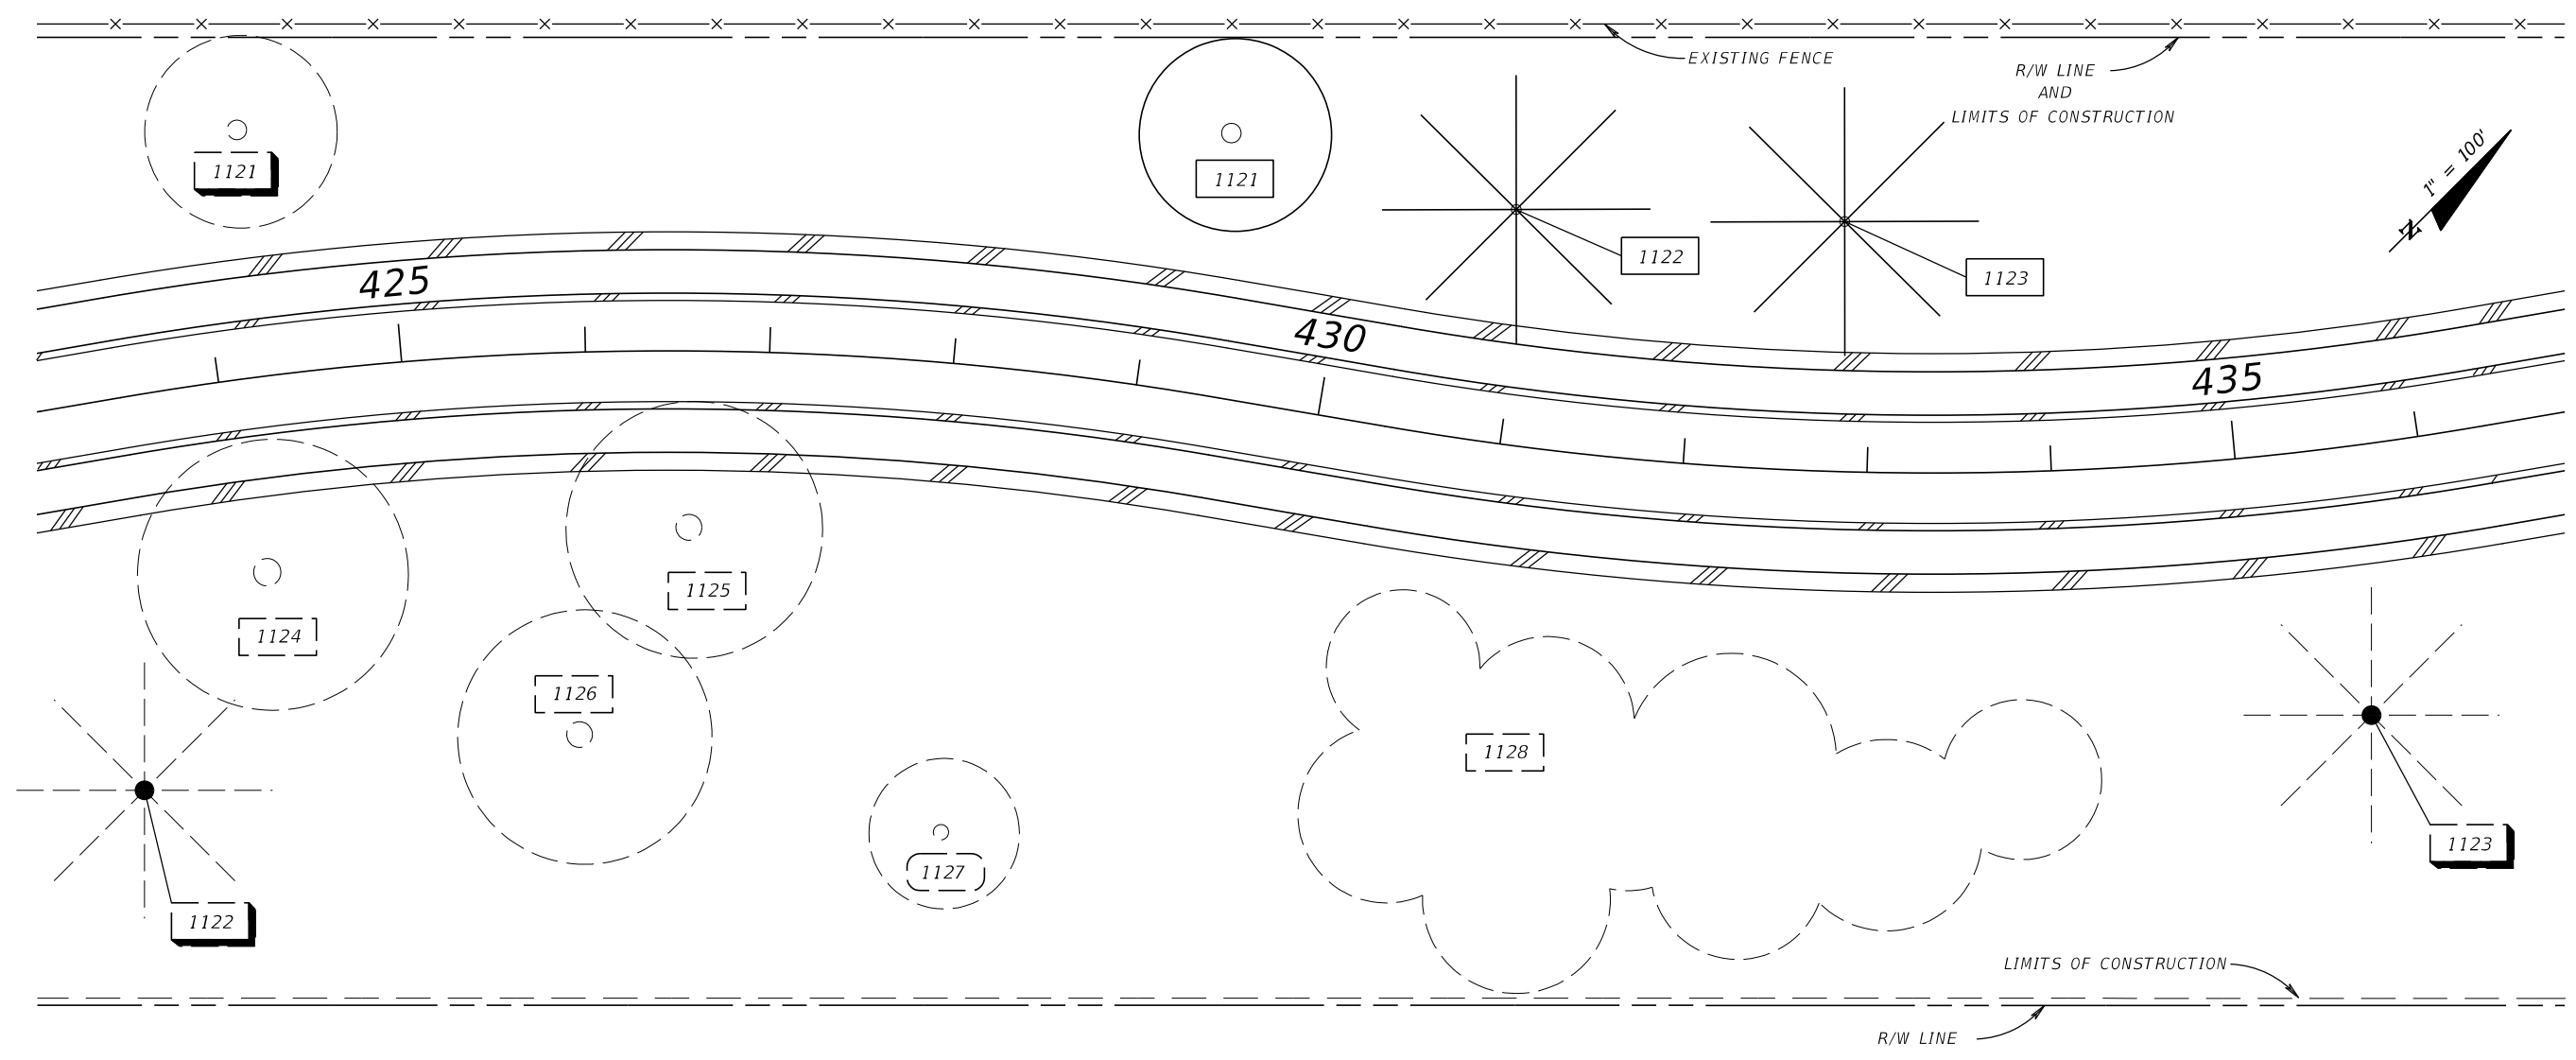 EXISTING FENCE
R/W LINE
AND
LIMITS OF CONSTRUCTION
1" = 100'
N
1121
1121
1122
1123
425
430
435
1124
1125
1126
1127
1128
1122
1123
LIMITS OF CONSTRUCTION
R/W LINE